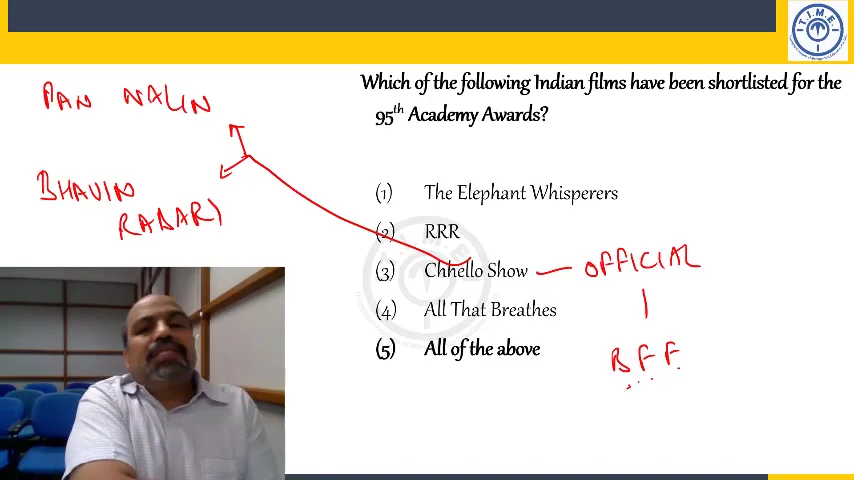 T.I.M.E.
PAN NALIN
BHAVIN
RABARI
Which of the following Indian films have been shortlisted for the
95th Academy Awards?
(1) The Elephant Whisperers
(2) RRR
(3) Chhello Show — OFFICIAL
(4) All That Breathes
BFF
(5) All of the above